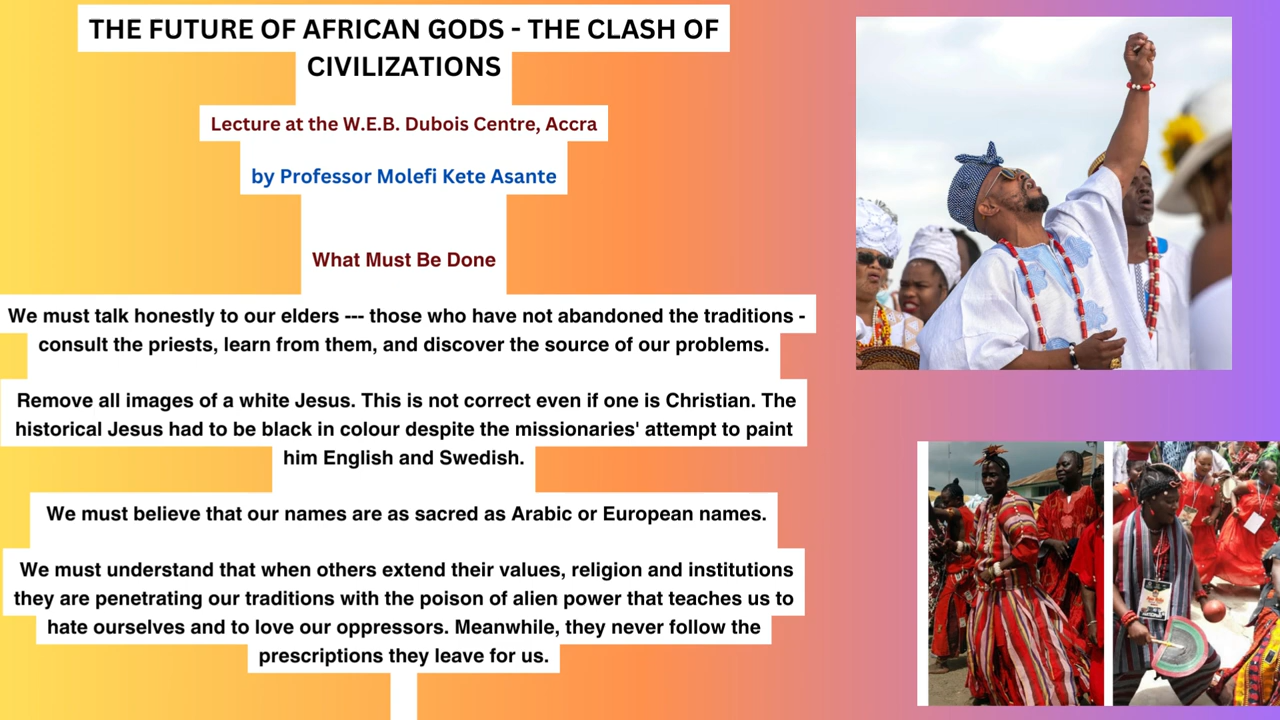 THE FUTURE OF AFRICAN GODS - THE CLASH OF
CIVILIZATIONS
Lecture at the W.E.B. Dubois Centre, Accra
by Professor Molefi Kete Asante
What Must Be Done
We must talk honestly to our elders --- those who have not abandoned the traditions -
consult the priests, learn from them, and discover the source of our problems.
Remove all images of a white Jesus. This is not correct even if one is Christian. The
historical Jesus had to be black in colour despite the missionaries' attempt to paint
him English and Swedish.
We must believe that our names are as sacred as Arabic or European names.
We must understand that when others extend their values, religion and institutions
they are penetrating our traditions with the poison of alien power that teaches us to
hate ourselves and to love our oppressors. Meanwhile, they never follow the
prescriptions they leave for us.